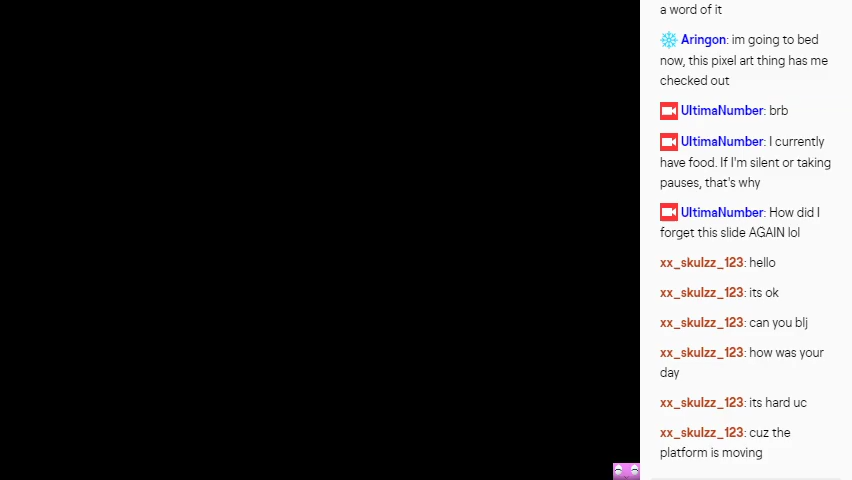 a word of it
Aringon: im going to bed
now, this pixel art thing has me
checked out
UltimaNumber: brb
UltimaNumber: I currently
have food. If I'm silent or taking
pauses, that's why
UltimaNumber: How did I
forget this slide AGAIN lol
xx_skulzz_123: hello
xx_skulzz_123: its ok
xx_skulzz_123: can you blj
xx_skulzz_123: how was your
day
xx_skulzz_123: its hard uc
xx_skulzz_123: cuz the
platform is moving